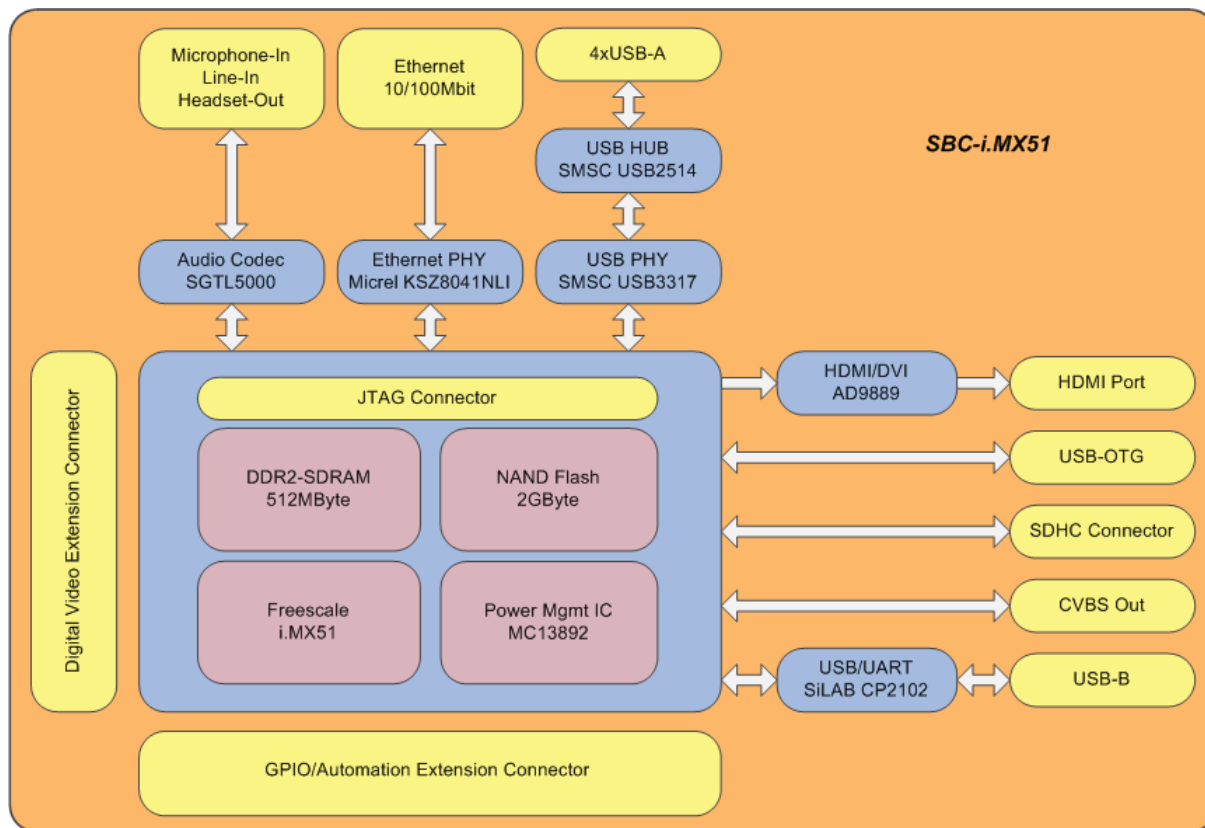 Microphone-In
Line-In
Headset-Out
Ethernet
10/100Mbit
4xUSB-A
USB HUB
SMSC USB2514
SBC-i.MX51
Audio Codec
SGTL5000
Ethernet PHY
Micrel KSZ8041NLI
USB PHY
SMSC USB3317
Digital Video Extension Connector
JTAG Connector
DDR2-SDRAM
512MByte
NAND Flash
2GByte
Freescale
i.MX51
Power Mgmt IC
MC13892
HDMI/DVI
AD9889
HDMI Port
USB-OTG
SDHC Connector
CVBS Out
USB/UART
SiLAB CP2102
USB-B
GPIO/Automation Extension Connector